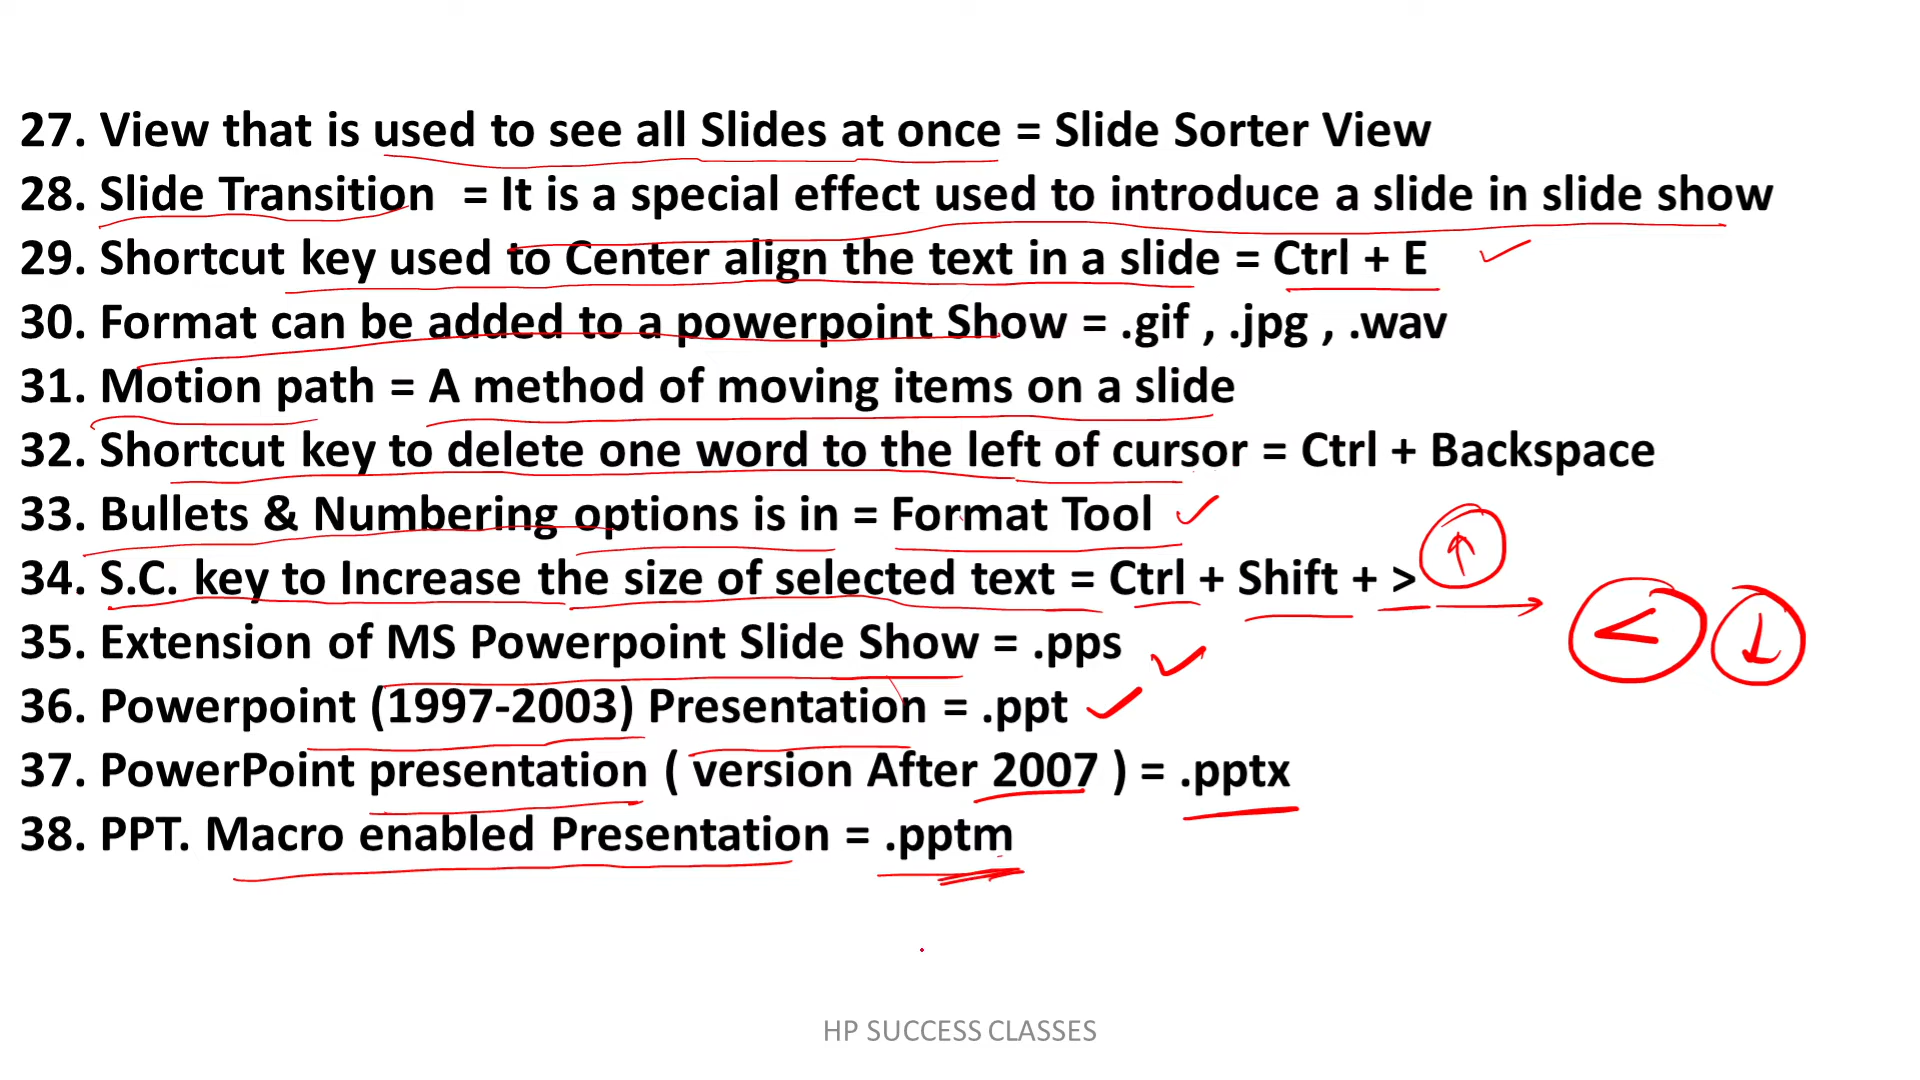 27. View that is used to see all Slides at once = Slide Sorter View
28. Slide Transition = It is a special effect used to introduce a slide in slide show
29. Shortcut key used to Center align the text in a slide = Ctrl + E
30. Format can be added to a powerpoint Show = .gif , .jpg , .wav
31. Motion path = A method of moving items on a slide
32. Shortcut key to delete one word to the left of cursor = Ctrl + Backspace
33. Bullets & Numbering options is in = Format Tool
34. S.C. key to Increase the size of selected text = Ctrl + Shift + > ↑ → < ↓
35. Extension of MS Powerpoint Slide Show = .pps
36. Powerpoint (1997-2003) Presentation = .ppt
37. PowerPoint presentation ( version After 2007 ) = .pptx
38. PPT. Macro enabled Presentation = .pptm
HP SUCCESS CLASSES